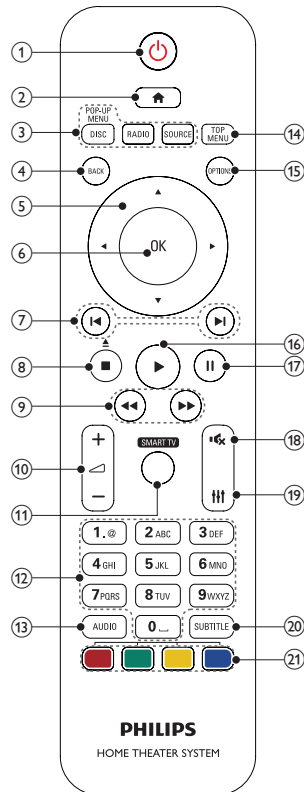 1
2
POP-UP
MENU
3
DISC
RADIO
SOURCE
TOP
MENU
14
4
BACK
OPTIONS
15
5
6
OK
7
16
8
17
9
SMART TV
18
10
+
−
11
19
1.@
2 ABC
3 DEF
12
4 GHI
5 JKL
6 MNO
7 PQRS
8 TUV
9 WXYZ
13
AUDIO
0
SUBTITLE
20
21
PHILIPS
HOME THEATER SYSTEM